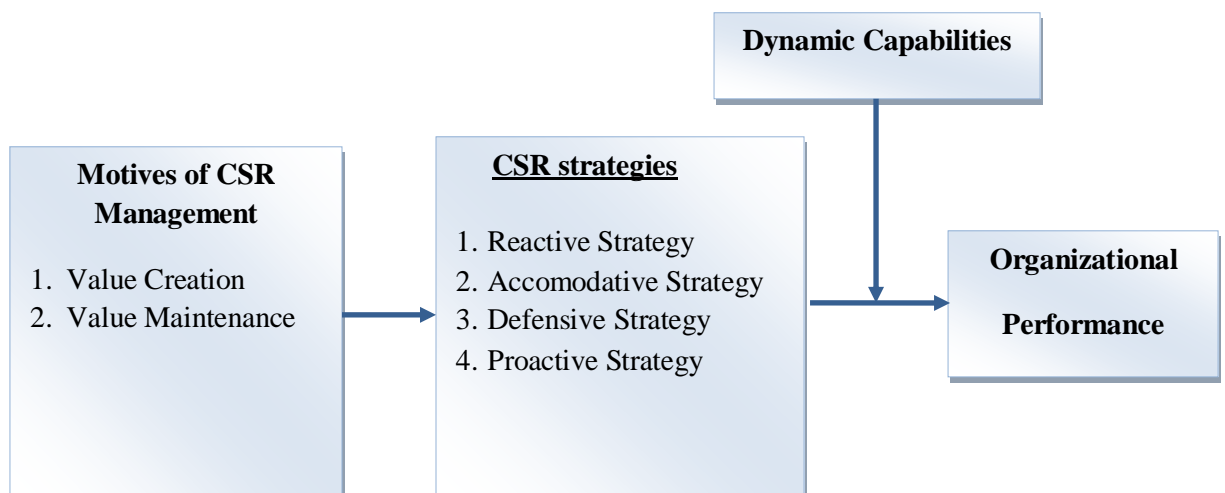 Dynamic Capabilities
Motives of CSR
Management
1. Value Creation
2. Value Maintenance
CSR strategies
1. Reactive Strategy
2. Accomodative Strategy
3. Defensive Strategy
4. Proactive Strategy
Organizational
Performance